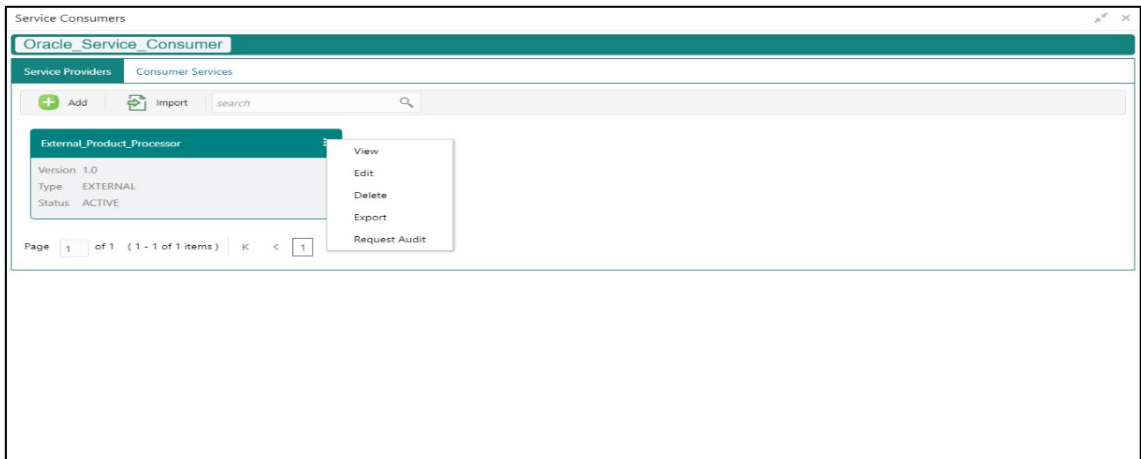 Service Consumers
Oracle_Service_Consumer
Service Providers Consumer Services
Add Import search
External_Product_Processor
Version 1.0
Type EXTERNAL
Status ACTIVE
View
Edit
Delete
Export
Request Audit
Page 1 of 1 ( 1 - 1 of 1 items ) K < 1